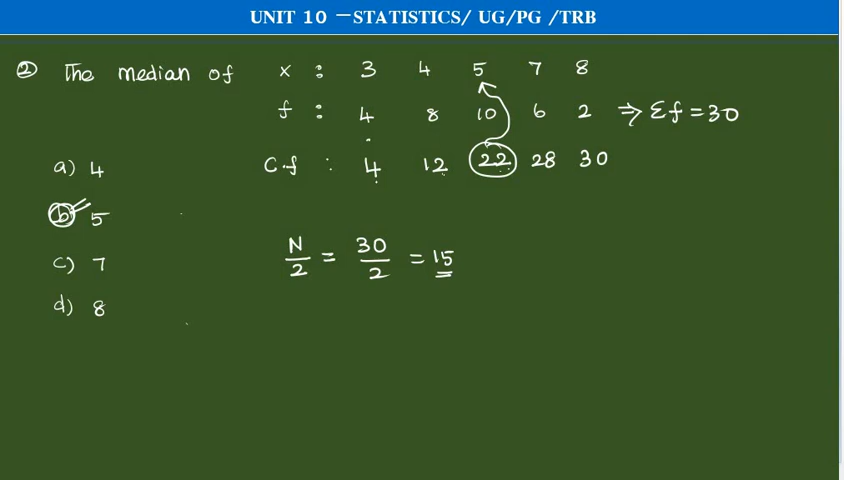 UNIT 10 －STATISTICS/ UG/PG /TRB
② The median of x : 3 4 5 7 8
f : 4 8 10 6 2 ⇒ Σf = 30
C.f : 4 12 22 28 30
a) 4
b) 5
c) 7
d) 8
N/2 = 30/2 = 15